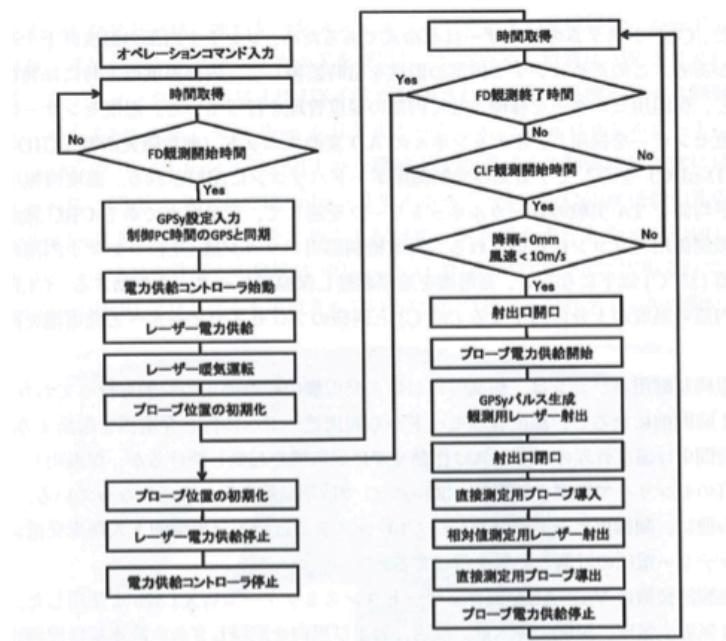 オペレーションコマンド入力
時間取得
No
FD観測開始時間
Yes
GPSy設定入力
制御PC時間のGPSと同期
電力供給コントローラ始動
レーザー電力供給
レーザー暖気運転
プローブ位置の初期化
プローブ位置の初期化
レーザー電力供給停止
電力供給コントローラ停止
時間取得
Yes
FD観測終了時間
No
CLF観測開始時間
No
Yes
降雨=0mm
風速<10m/s
No
Yes
射出口開口
プローブ電力供給開始
GPSyパルス生成
観測用レーザー射出
射出口閉口
直接測定用プローブ導入
相対値測定用レーザー射出
直接測定用プローブ導出
プローブ電力供給停止